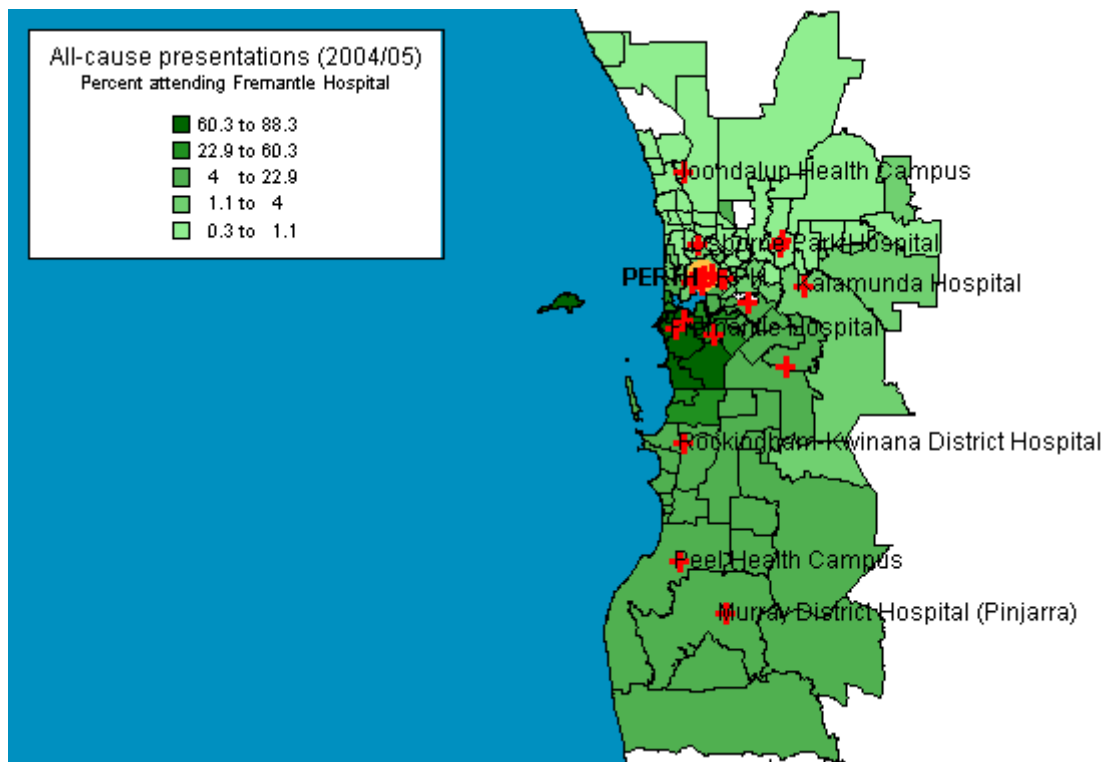 All-cause presentations (2004/05)
Percent attending Fremantle Hospital
60.3 to 88.3
22.9 to 60.3
4 to 22.9
1.1 to 4
0.3 to 1.1
Joondalup Health Campus
Osborne Park Hospital
PERTH RPH
Kalamunda Hospital
Fremantle Hospital
Rockingham-Kwinana District Hospital
Peel Health Campus
Murray District Hospital (Pinjarra)